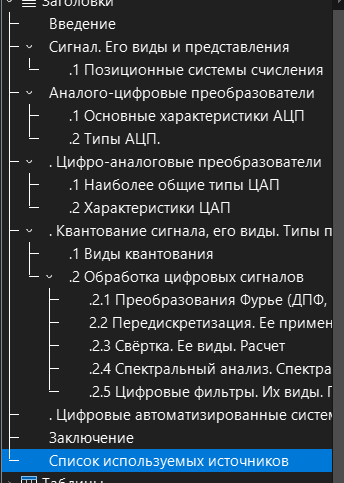 Заголовки
Введение
Сигнал. Его виды и представления
.1 Позиционные системы счисления
Аналого-цифровые преобразователи
.1 Основные характеристики АЦП
.2 Типы АЦП.
. Цифро-аналоговые преобразователи
.1 Наиболее общие типы ЦАП
.2 Характеристики ЦАП
. Квантование сигнала, его виды. Типы
.1 Виды квантования
.2 Обработка цифровых сигналов
.2.1 Преобразования Фурье (ДПФ,
2.2 Передискретизация. Ее
.2.3 Свёртка. Ее виды. Расчет
.2.4 Спектральный анализ.
.2.5 Цифровые фильтры. Их виды.
. Цифровые автоматизированные
Заключение
Список используемых источников
Таблицы